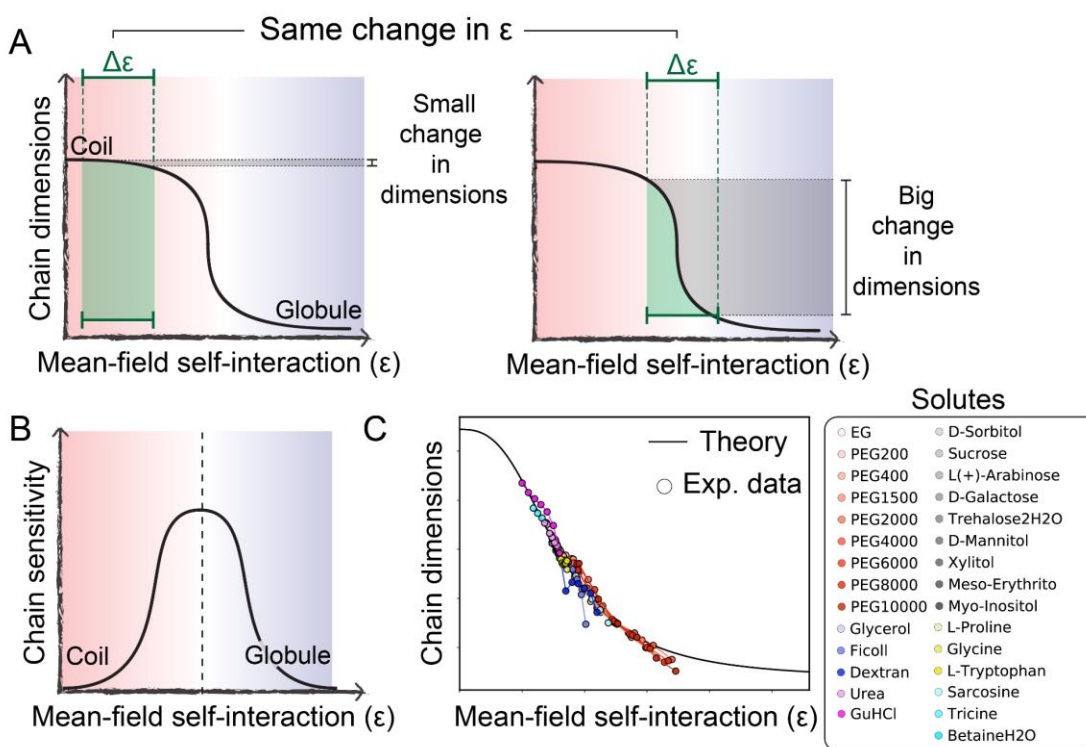 A
Same change in ε
Δε
Small
change
in
dimensions
Coil
Globule
Chain dimensions
Mean-field self-interaction (ε)
Δε
Big
change
in
dimensions
Mean-field self-interaction (ε)
B
Chain sensitivity
Coil
Globule
Mean-field self-interaction (ε)
C
Chain dimensions
Theory
Exp. data
Mean-field self-interaction (ε)
Solutes
EG
PEG200
PEG400
PEG1500
PEG2000
PEG4000
PEG6000
PEG8000
PEG10000
Glycerol
Ficoll
Dextran
Urea
GuHCl
D-Sorbitol
Sucrose
L(+)-Arabinose
D-Galactose
Trehalose2H2O
D-Mannitol
Xylitol
Meso-Erythrito
Myo-Inositol
L-Proline
Glycine
L-Tryptophan
Sarcosine
Tricine
BetaineH2O